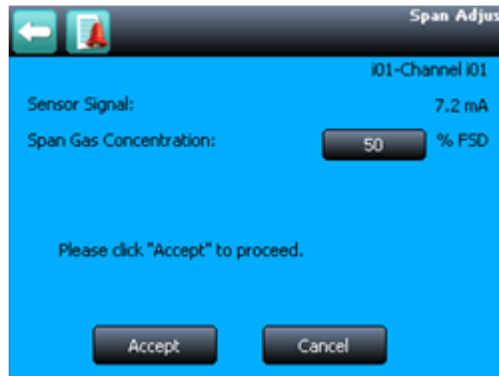 Span Adjus
i01-Channel i01
Sensor Signal: 7.2 mA
Span Gas Concentration: 50 % FSD
Please click "Accept" to proceed.
Accept Cancel